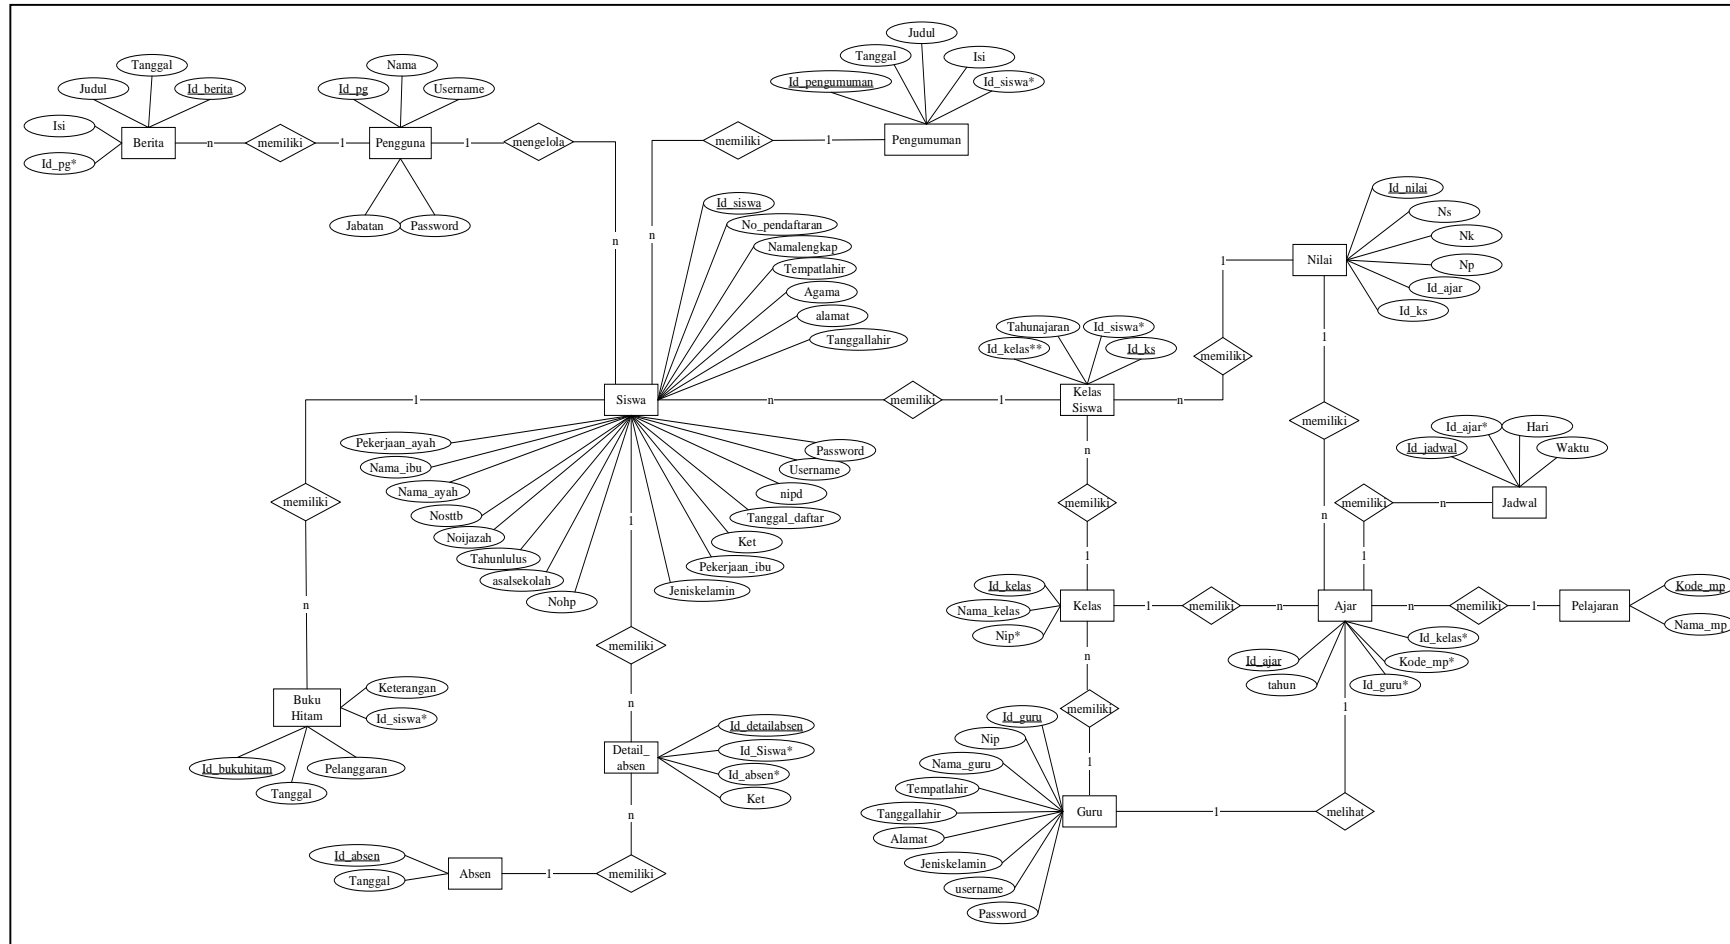 Judul
Tanggal
Id_berita
Isi
Id_pg*
Berita
n
memiliki
1
Nama
Id_pg
Username
Pengguna
Jabatan
Password
1
mengelola
n
Judul
Tanggal
Isi
Id_pengumuman
Id_siswa*
Pengumuman
1
memiliki
n
Id_siswa
No_pendaftaran
Namalengkap
Tempatlahir
Agama
alamat
Tanggallahir
Siswa
Pekerjaan_ayah
Nama_ibu
Nama_ayah
Nosttb
Noijazah
Tahunlulus
asalsekolah
Nohp
Password
Username
nipd
Tanggal_daftar
Ket
Pekerjaan_ibu
Jeniskelamin
1
memiliki
n
Buku
Hitam
Keterangan
Id_siswa*
Id_bukuhitam
Pelanggaran
Tanggal
1
memiliki
n
Detail_
absen
Id_detailabsen
Id_Siswa*
Id_absen*
Ket
n
memiliki
1
Absen
Id_absen
Tanggal
n
memiliki
1
Tahunajaran
Id_siswa*
Id_kelas**
Id_ks
Kelas
Siswa
n
memiliki
1
Nilai
Id_nilai
Ns
Nk
Np
Id_ajar
Id_ks
1
memiliki
n
Id_ajar*
Hari
Id_jadwal
Waktu
Jadwal
n
memiliki
1
n
memiliki
1
Id_kelas
Nama_kelas
Nip*
Kelas
1
memiliki
n
Ajar
Id_kelas*
Id_ajar
Kode_mp*
tahun
Id_guru*
n
memiliki
1
Pelajaran
Kode_mp
Nama_mp
n
memiliki
1
Id_guru
Nip
Nama_guru
Tempatlahir
Tanggallahir
Alamat
Jeniskelamin
username
Password
Guru
1
melihat
1